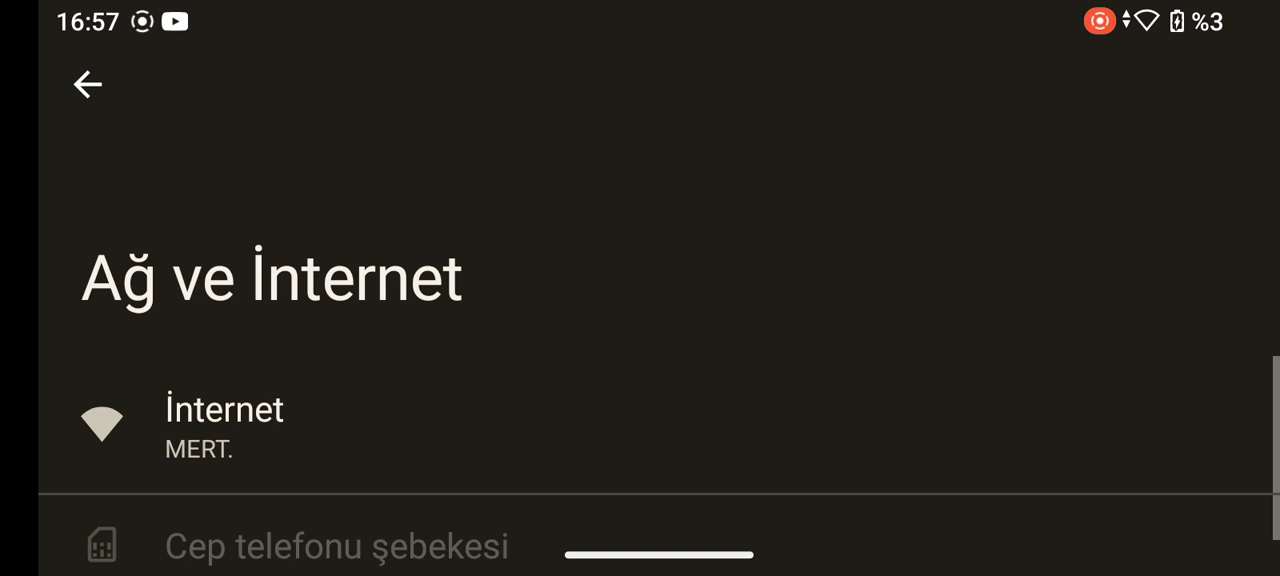 16:57 %3
Ağ ve İnternet
İnternet
MERT.
Cep telefonu şebekesi